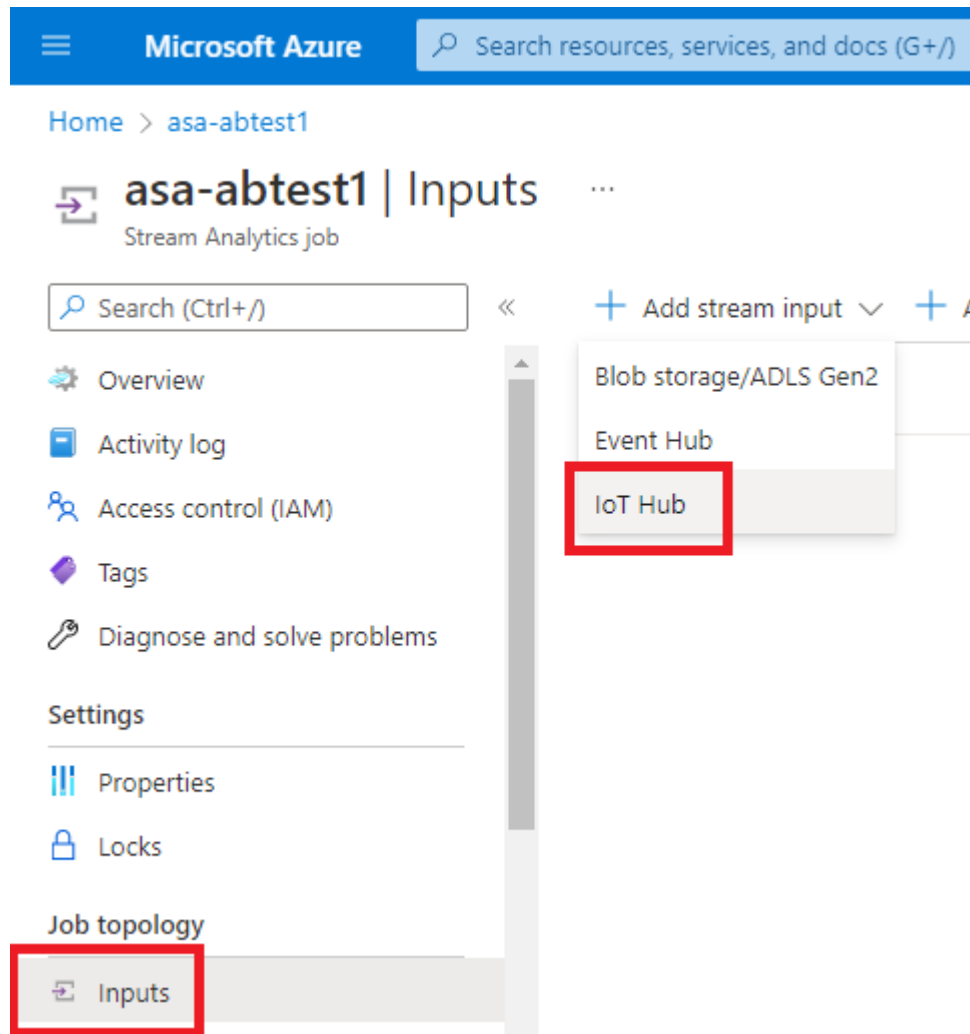 Microsoft Azure
Search resources, services, and docs (G+/)
Home > asa-abtest1
asa-abtest1 | Inputs ...
Stream Analytics job
Search (Ctrl+/)
«
+ Add stream input
+ A
Overview
Activity log
Access control (IAM)
Tags
Diagnose and solve problems
Settings
Properties
Locks
Job topology
Inputs
Blob storage/ADLS Gen2
Event Hub
IoT Hub